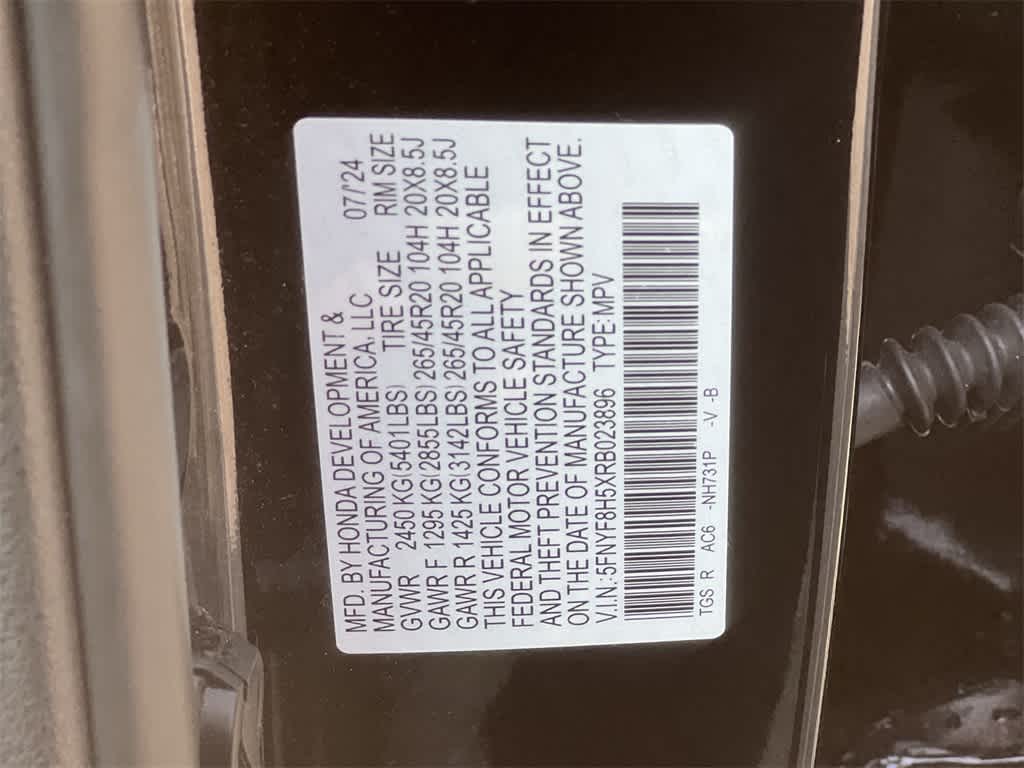 MFD. BY HONDA DEVELOPMENT & 07/'24
MANUFACTURING OF AMERICA, LLC
GVWR 2450 KG(5401LBS) TIRE SIZE RIM SIZE
GAWR F 1295 KG(2855LBS) 265/45R20 104H 20X8.5J
GAWR R 1425 KG(3142LBS) 265/45R20 104H 20X8.5J
THIS VEHICLE CONFORMS TO ALL APPLICABLE
FEDERAL MOTOR VEHICLE SAFETY
AND THEFT PREVENTION STANDARDS IN EFFECT
ON THE DATE OF MANUFACTURE SHOWN ABOVE.
V.I.N.:5FNYF8H5XRB023896 TYPE:MPV
TGS R AC6 -NH731P -V -B